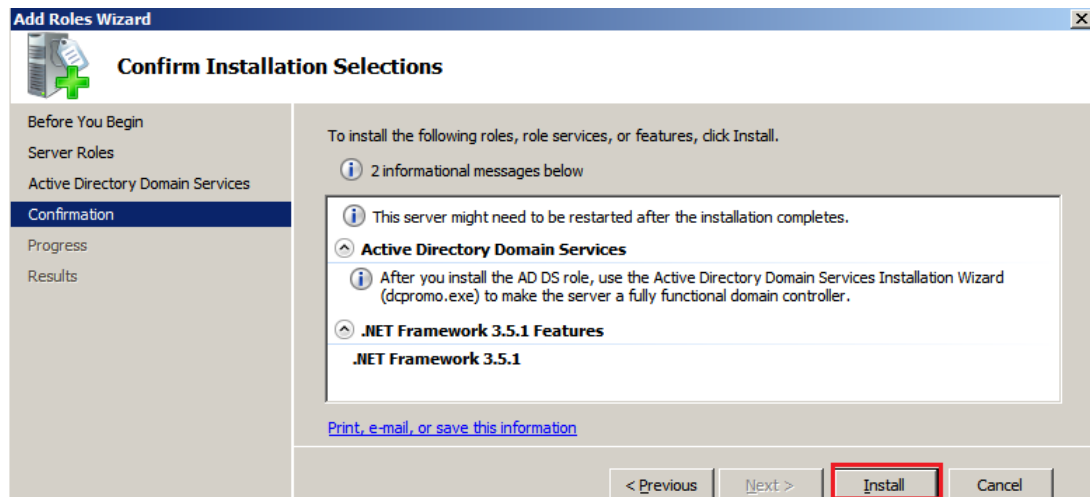 Add Roles Wizard
Confirm Installation Selections
Before You Begin
Server Roles
Active Directory Domain Services
Confirmation
Progress
Results
To install the following roles, role services, or features, click Install.
2 informational messages below
This server might need to be restarted after the installation completes.
Active Directory Domain Services
After you install the AD DS role, use the Active Directory Domain Services Installation Wizard
(dcpromo.exe) to make the server a fully functional domain controller.
.NET Framework 3.5.1 Features
.NET Framework 3.5.1
Print, e-mail, or save this information
< Previous
Next >
Install
Cancel